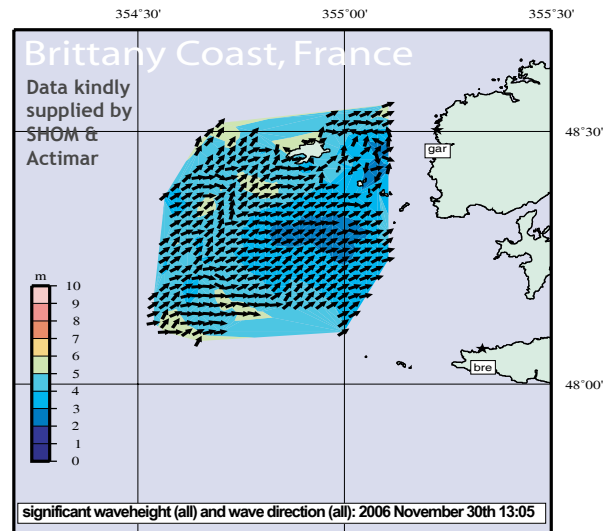 354˚30' 355˚00' 355˚30'
Brittany Coast, France
Data kindly
supplied by
SHOM &
Actimar
48˚30'
gar
m
10
9
8
7
6
5
4
3
2
1
0
48˚00'
bre
significant waveheight (all) and wave direction (all): 2006 November 30th 13:05